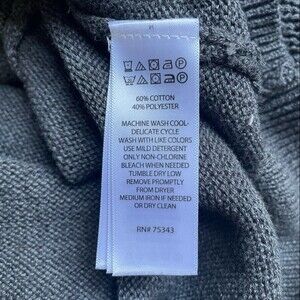 60% COTTON
40% POLYESTER
MACHINE WASH COOL-
DELICATE CYCLE
WASH WITH LIKE COLORS
USE MILD DETERGENT
ONLY NON-CHLORINE
BLEACH WHEN NEEDED
TUMBLE DRY LOW
REMOVE PROMPTLY
FROM DRYER
MEDIUM IRON IF NEEDED
OR DRY CLEAN
RN# 75343